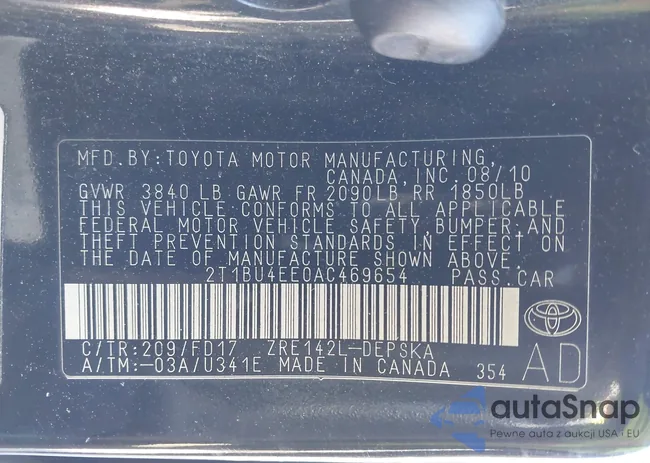 MFD.BY:TOYOTA MOTOR MANUFACTURING,
CANADA,INC.08/10
GVWR 3840LB GAWR FR 2090LB RR 1850LB
THIS VEHICLE CONFORMS TO ALL APPLICABLE
FEDERAL MOTOR VEHICLE SAFETY,BUMPER,AND
THEFT PREVENTION STANDARDS IN EFFECT ON
THE DATE OF MANUFACTURE SHOWN ABOVE.
2T1BU4EE0AC469654 PASS.CAR
C/TR:209/FD17 ZRE142L-DEPSKA
A/TM:-03A/U341E MADE IN CANADA 354
AD
autaSnap
Pewne auta z aukcji USA i EU